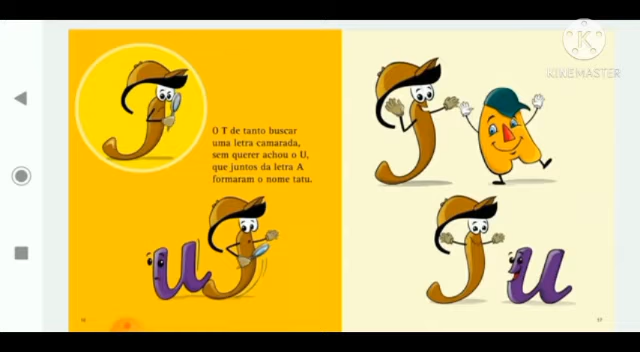 O T de tanto buscar
uma letra camarada,
sem querer achou o U,
que juntos da letra A
formaram o nome tatu.
T A
U T
T U
K
KINEMASTER